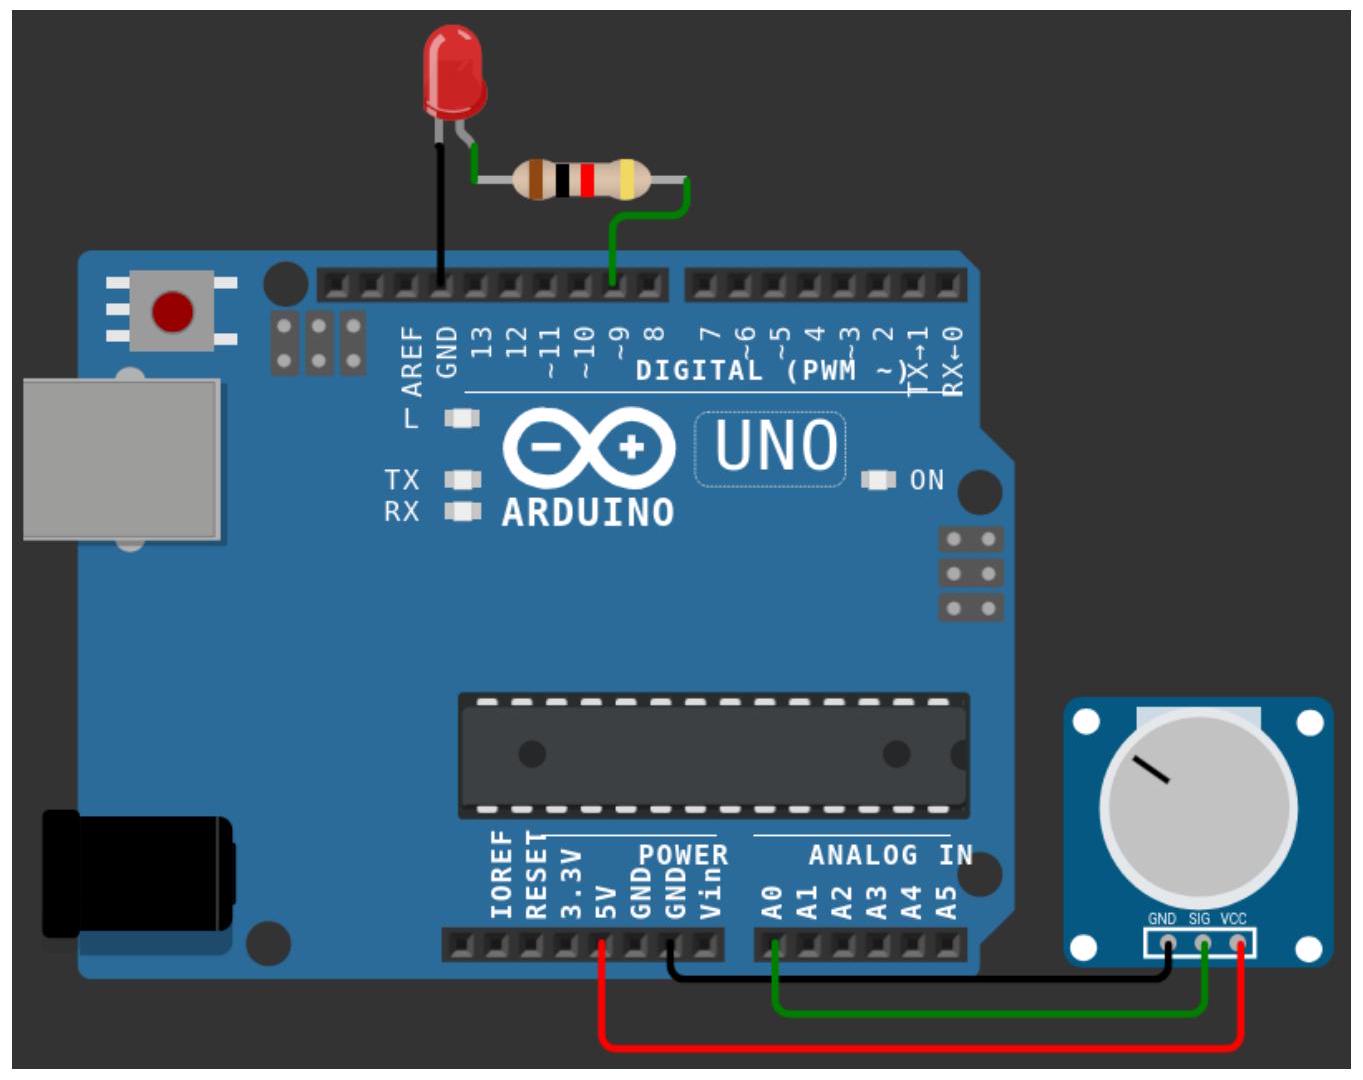 AREF
GND
13
12
~11
~10
~9
8
7
~6
~5
4
~3
2
TX→1
RX←0
DIGITAL (PWM ~)
L
UNO
TX
ON
RX
ARDUINO
IOREF
RESET
3.3V
5V
GND
GND
Vin
POWER
ANALOG IN
A0
A1
A2
A3
A4
A5
GND SIG VCC